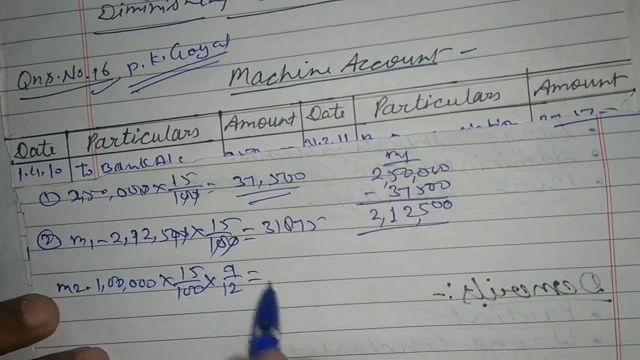 Diminishing
Qns. No. 16 P.K. Goyal
Machine Account -
Date Particulars Amount Date Particulars Amount
1.4.10 to Bank A/c
① 250,000 × 15/100 = 37,500
m1
250,000
- 37500
2,12,500
② m1 - 2,12,500 × 15/100 = 31875
m2. 1,00,000 × 15/100 × 9/12 =